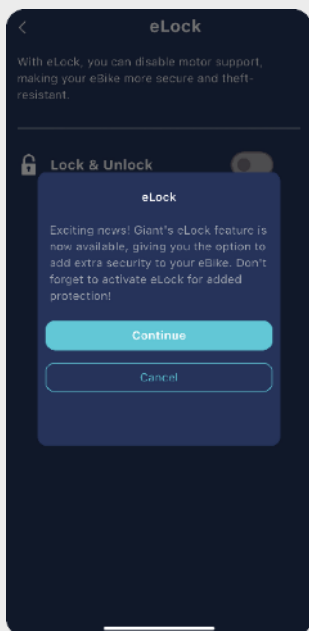 eLock
With eLock, you can disable motor support,
making your eBike more secure and theft-
resistant.
Lock & Unlock
eLock
Exciting news! Giant's eLock feature is
now available, giving you the option to
add extra security to your eBike. Don't
forget to activate eLock for added
protection!
Continue
Cancel